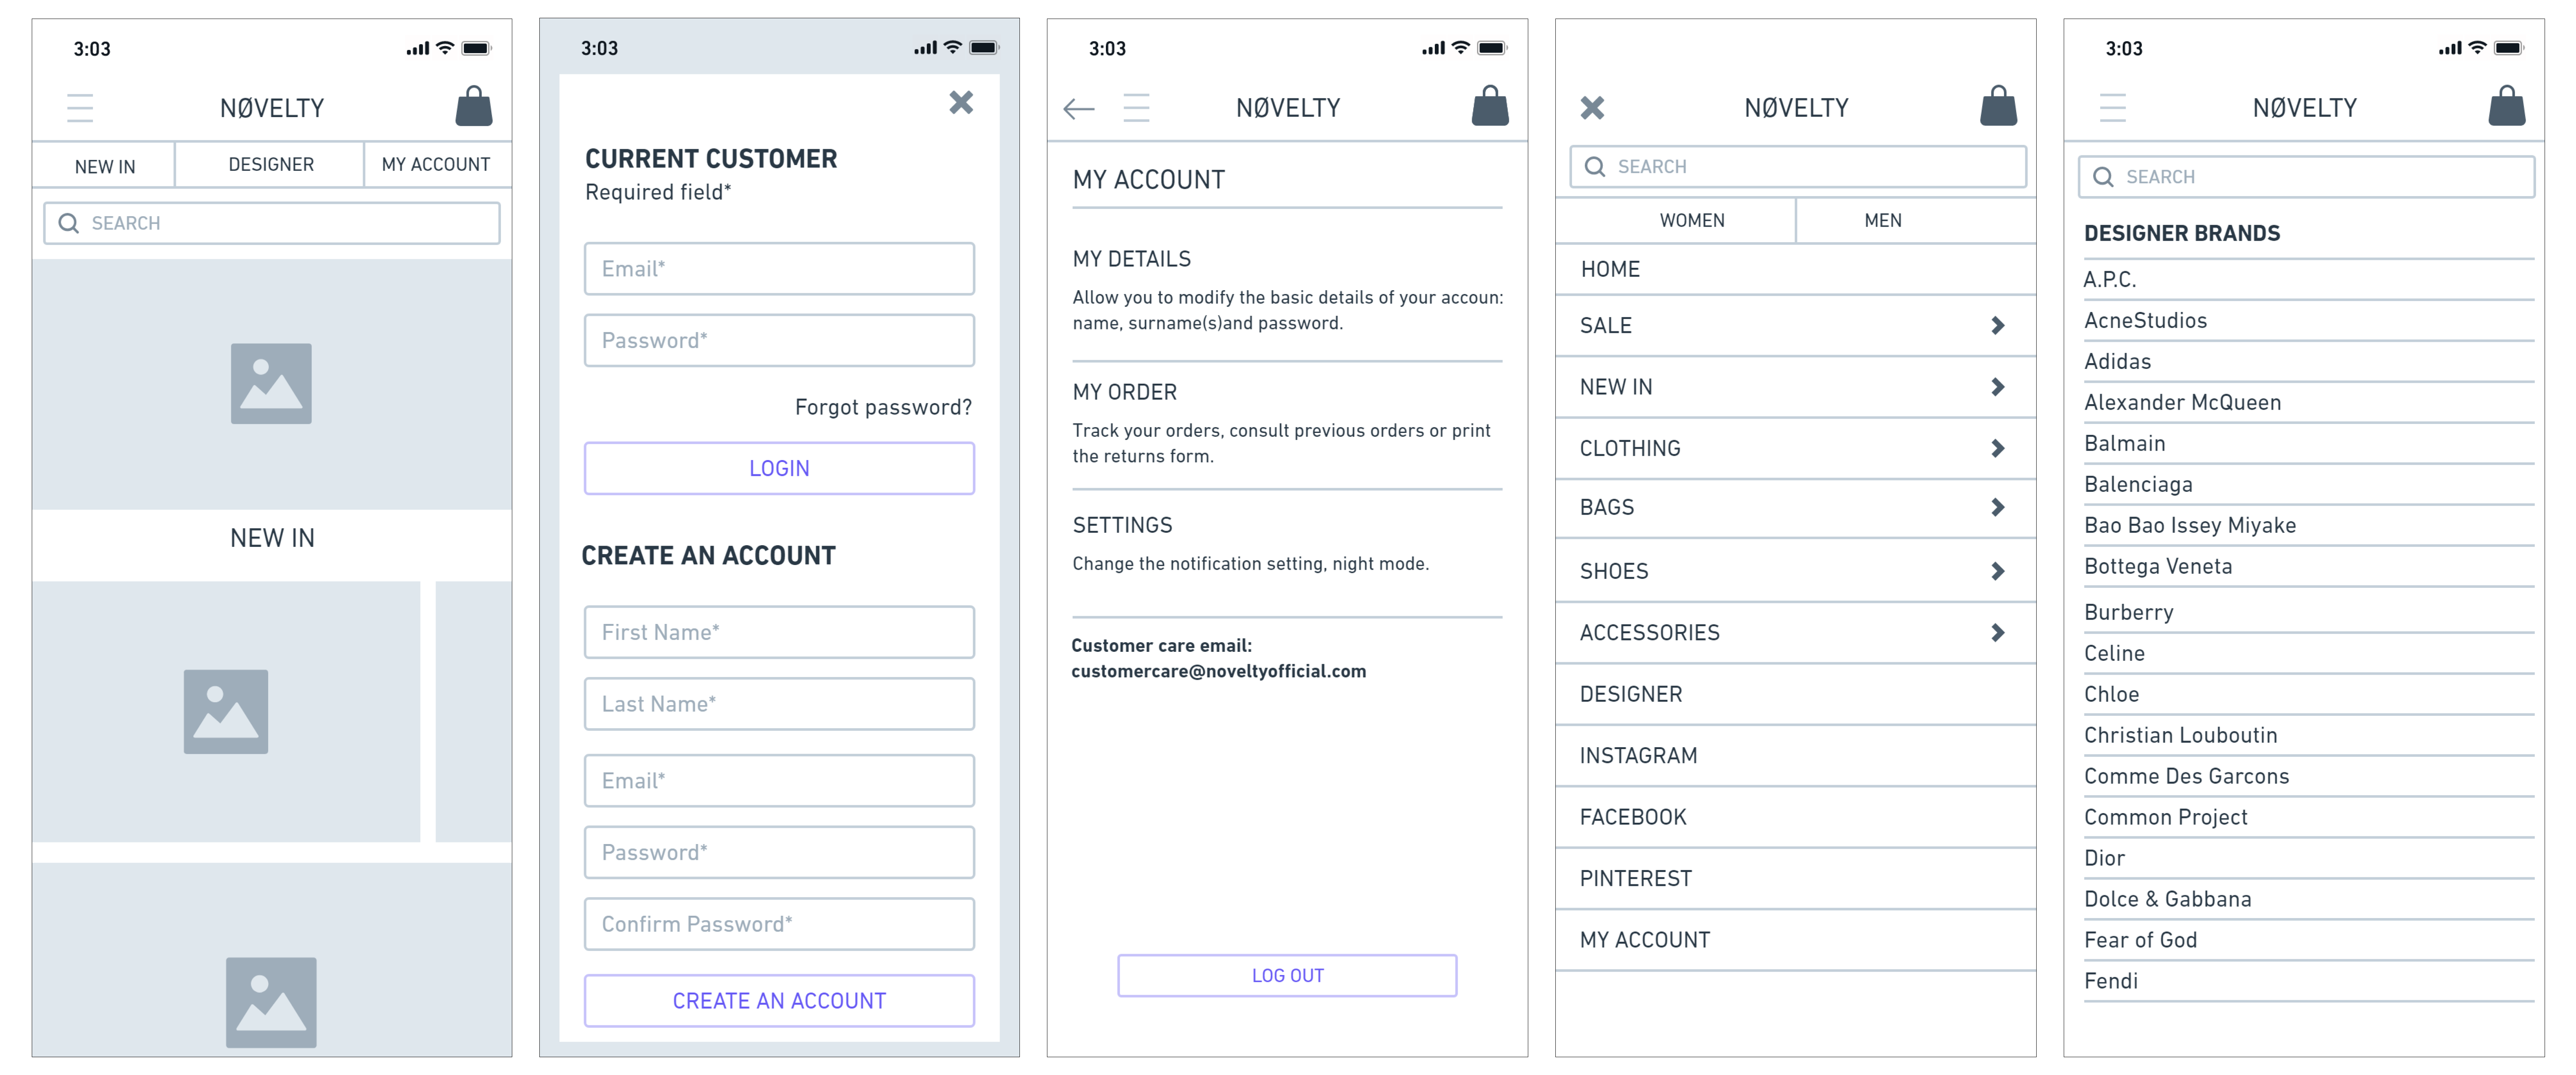 3:03
NØVELTY
NEW IN
DESIGNER
MY ACCOUNT
SEARCH
NEW IN
3:03
CURRENT CUSTOMER
Required field*
Email*
Password*
Forgot password?
LOGIN
CREATE AN ACCOUNT
First Name*
Last Name*
Email*
Password*
Confirm Password*
CREATE AN ACCOUNT
3:03
NØVELTY
MY ACCOUNT
MY DETAILS
Allow you to modify the basic details of your accoun:
name, surname(s)and password.
MY ORDER
Track your orders, consult previous orders or print
the returns form.
SETTINGS
Change the notification setting, night mode.
Customer care email:
customercare@noveltyofficial.com
LOG OUT
NØVELTY
SEARCH
WOMEN
MEN
HOME
SALE
NEW IN
CLOTHING
BAGS
SHOES
ACCESSORIES
DESIGNER
INSTAGRAM
FACEBOOK
PINTEREST
MY ACCOUNT
3:03
NØVELTY
SEARCH
DESIGNER BRANDS
A.P.C.
AcneStudios
Adidas
Alexander McQueen
Balmain
Balenciaga
Bao Bao Issey Miyake
Bottega Veneta
Burberry
Celine
Chloe
Christian Louboutin
Comme Des Garcons
Common Project
Dior
Dolce & Gabbana
Fear of God
Fendi